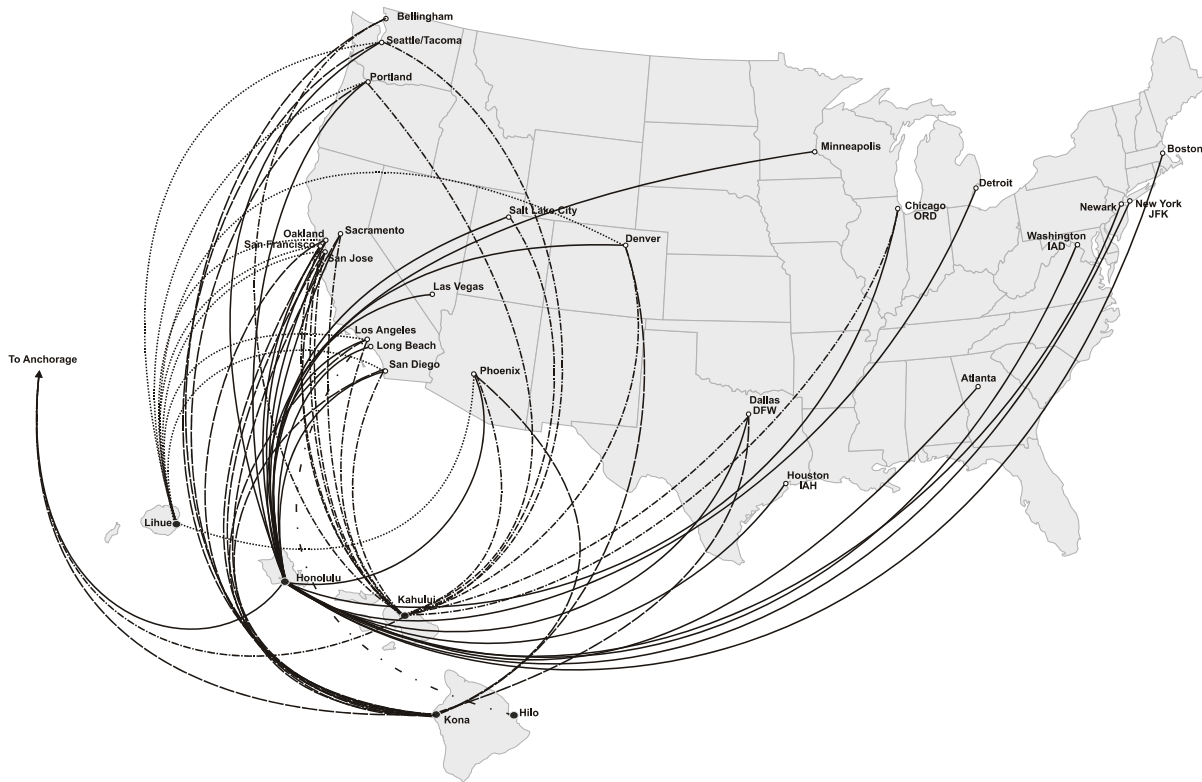 Bellingham
Seattle/Tacoma
Portland
Minneapolis
Boston
Detroit
Chicago
ORD
Newark
New York
JFK
Salt Lake City
Oakland
Sacramento
San Francisco
San Jose
Denver
Washington
IAD
Las Vegas
Los Angeles
Long Beach
To Anchorage
San Diego
Phoenix
Atlanta
Dallas
DFW
Houston
IAH
Lihue
Honolulu
Kahului
Kona
Hilo